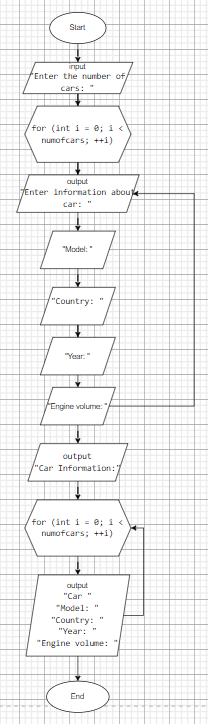 Start
input
"Enter the number of
cars: "
for (int i = 0; i <
numofcars; ++i)
output
"Enter information about
car: "
"Model: "
"Country: "
"Year: "
"Engine volume: "
output
"Car Information:"
for (int i = 0; i <
numofcars; ++i)
output
"Car "
"Model: "
"Country: "
"Year: "
"Engine volume: "
End